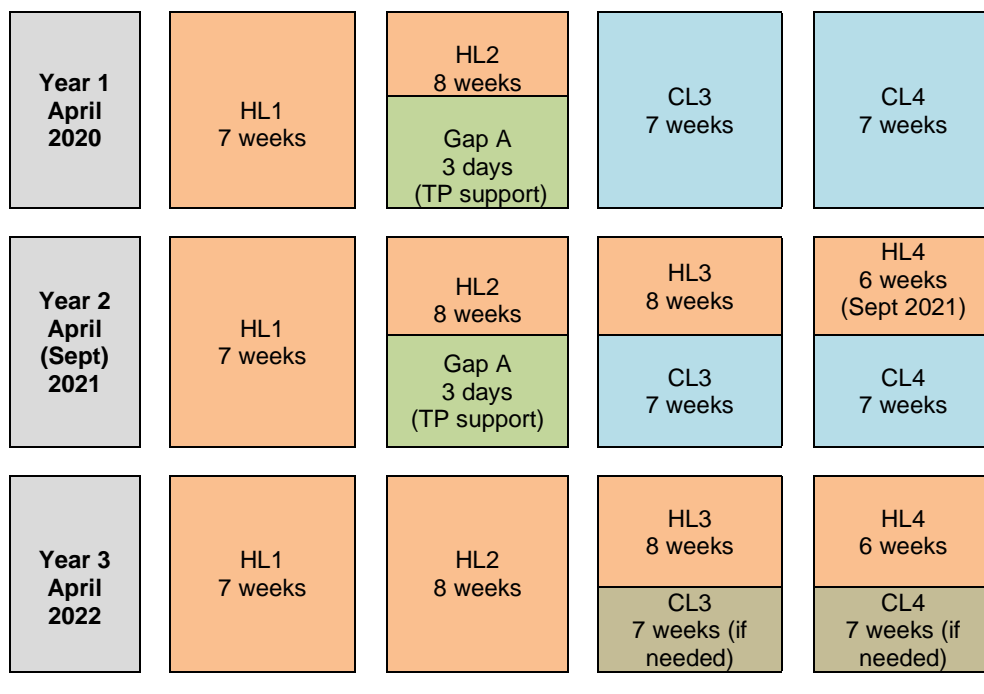 Year 1
April
2020
HL1
7 weeks
HL2
8 weeks
Gap A
3 days
(TP support)
CL3
7 weeks
CL4
7 weeks
Year 2
April
(Sept)
2021
HL1
7 weeks
HL2
8 weeks
Gap A
3 days
(TP support)
HL3
8 weeks
CL3
7 weeks
HL4
6 weeks
(Sept 2021)
CL4
7 weeks
Year 3
April
2022
HL1
7 weeks
HL2
8 weeks
HL3
8 weeks
CL3
7 weeks (if
needed)
HL4
6 weeks
CL4
7 weeks (if
needed)